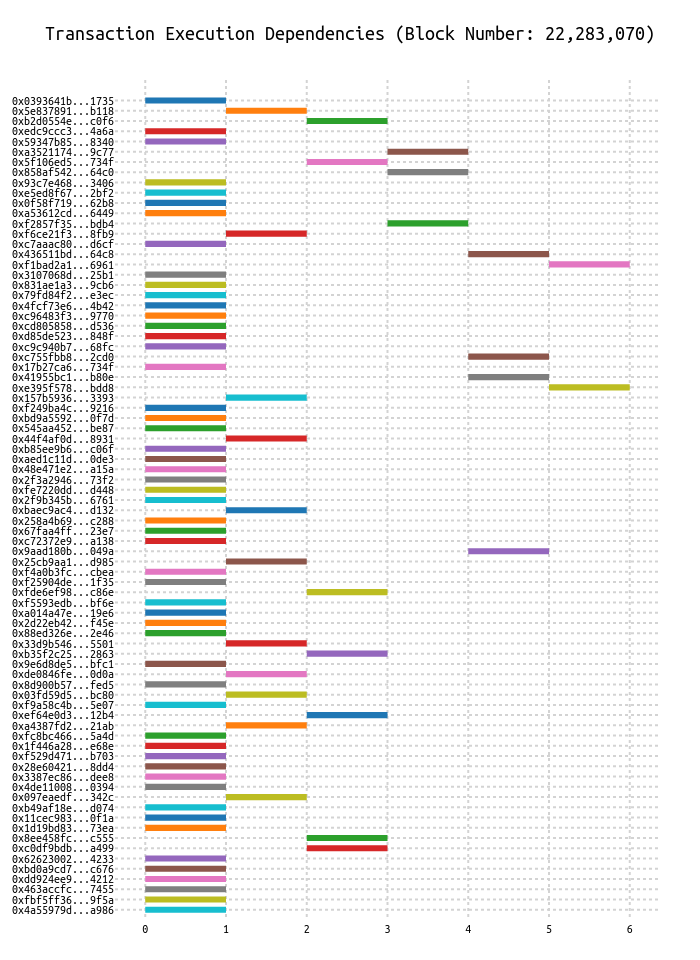 Transaction Execution Dependencies (Block Number: 22,283,070)
0x0393641b...1735
0x5e837891...b118
0xb2d0554e...c0f6
0xedc9ccc3...4a6a
0x59347b85...8340
0xa3521174...9c77
0x5f106ed5...734f
0x858af542...64c0
0x93c7e468...3406
0xe5ed8f67...2bf2
0x0f58f719...62b8
0xa53612cd...6449
0xf2857f35...bdb4
0xf6ce21f3...8fb9
0xc7aaac80...d6cf
0x436511bd...64c8
0xf1bad2a1...6961
0x3107068d...25b1
0x831ae1a3...9cb6
0x79fd84f2...e3ec
0x4fcf73e6...4b42
0xc96483f3...9770
0xcd805858...d536
0xd85de523...848f
0xc9c940b7...68fc
0xc755fbb8...2cd0
0x17b27ca6...734f
0x41955bc1...b80e
0xe395f578...bdd8
0x157b5936...3393
0xf249ba4c...9216
0xbd9a5592...0f7d
0x545aa452...be87
0x44f4af0d...8931
0xb85ee9b6...c06f
0xaed1c11d...0de3
0x48e471e2...a15a
0x2f3a2946...73f2
0xfe7220dd...d448
0x2f9b345b...6761
0xbaec9ac4...d132
0x258a4b69...c288
0x67faa4ff...23e7
0xc72372e9...a138
0x9aad180b...049a
0x25cb9aa1...d985
0xf4a0b3fc...cbea
0xf25904de...1f35
0xfde6ef98...c86e
0xf5593edb...bf6e
0xa014a47e...19e6
0x2d22eb42...f45e
0x88ed326e...2e46
0x33d9b546...5501
0xb35f2c25...2863
0x9e6d8de5...bfc1
0xde0846fe...0d0a
0x8d900b57...fed5
0x03fd59d5...bc80
0xf9a58c4b...5e07
0xef64e0d3...12b4
0xa4387fd2...21ab
0xfc8bc466...5a4d
0x1f446a28...e68e
0xf529d471...b703
0x28e60421...8dd4
0x3387ec86...dee8
0x4de11008...0394
0x097eaedf...342c
0xb49af18e...d074
0x11cec983...0f1a
0x1d19bd83...73ea
0x8ee458fc...c555
0xc0df9bdb...a499
0x62623002...4233
0xbd0a9cd7...c676
0xdd924ee9...4212
0x463accfc...7455
0xfbf5ff36...9f5a
0x4a55979d...a986
0 1 2 3 4 5 6